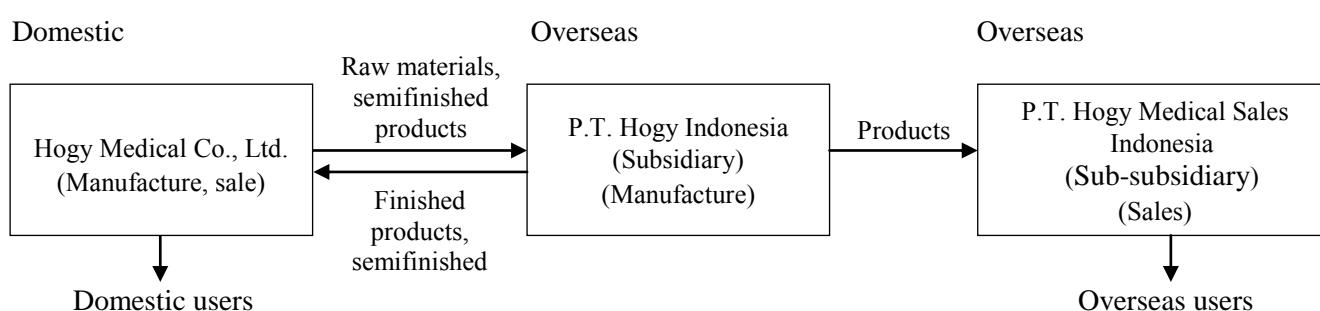 Domestic
Overseas
Overseas
Hogy Medical Co., Ltd.
(Manufacture, sale)
Raw materials,
semifinished
products
Finished
products,
semifinished
P.T. Hogy Indonesia
(Subsidiary)
(Manufacture)
Products
P.T. Hogy Medical Sales
Indonesia
(Sub-subsidiary)
(Sales)
Domestic users
Overseas users